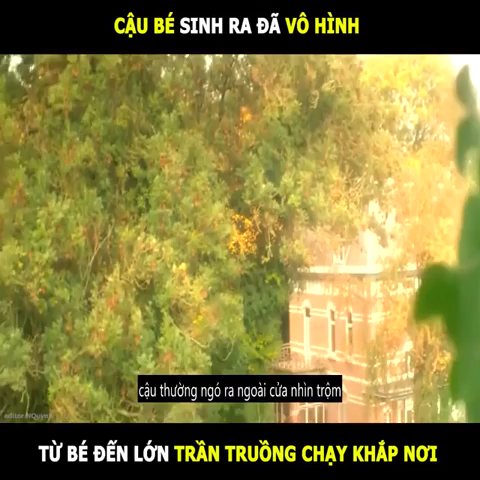 CẬU BÉ SINH RA ĐÃ VÔ HÌNH
cậu thường ngó ra ngoài cửa nhìn trộm
TỪ BÉ ĐẾN LỚN TRẦN TRUỒNG CHẠY KHẮP NƠI